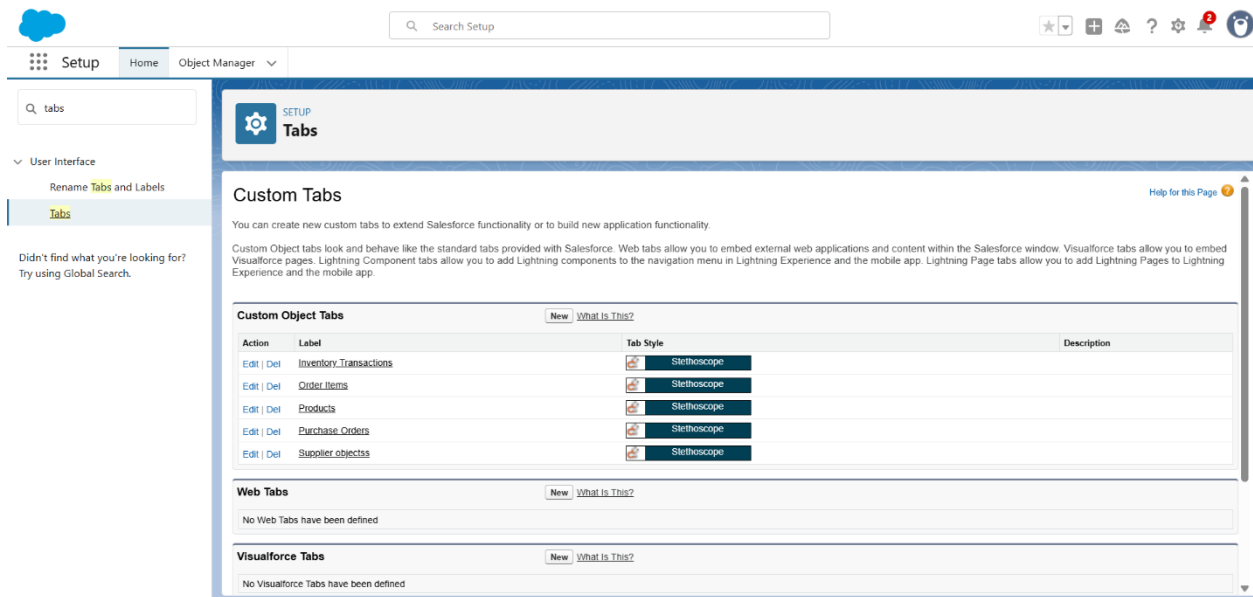 Search Setup
2
Setup
Home
Object Manager
tabs
User Interface
Rename Tabs and Labels
Tabs
Didn't find what you're looking for?
Try using Global Search.
SETUP
Tabs
Custom Tabs
Help for this Page
You can create new custom tabs to extend Salesforce functionality or to build new application functionality.
Custom Object tabs look and behave like the standard tabs provided with Salesforce. Web tabs allow you to embed external web applications and content within the Salesforce window. Visualforce tabs allow you to embed
Visualforce pages. Lightning Component tabs allow you to add Lightning components to the navigation menu in Lightning Experience and the mobile app. Lightning Page tabs allow you to add Lightning Pages to Lightning
Experience and the mobile app.
Custom Object Tabs New What Is This?
Action Label Tab Style Description
Edit | Del Inventory Transactions Stethoscope
Edit | Del Order Items Stethoscope
Edit | Del Products Stethoscope
Edit | Del Purchase Orders Stethoscope
Edit | Del Supplier objectss Stethoscope
Web Tabs New What Is This?
No Web Tabs have been defined
Visualforce Tabs New What Is This?
No Visualforce Tabs have been defined